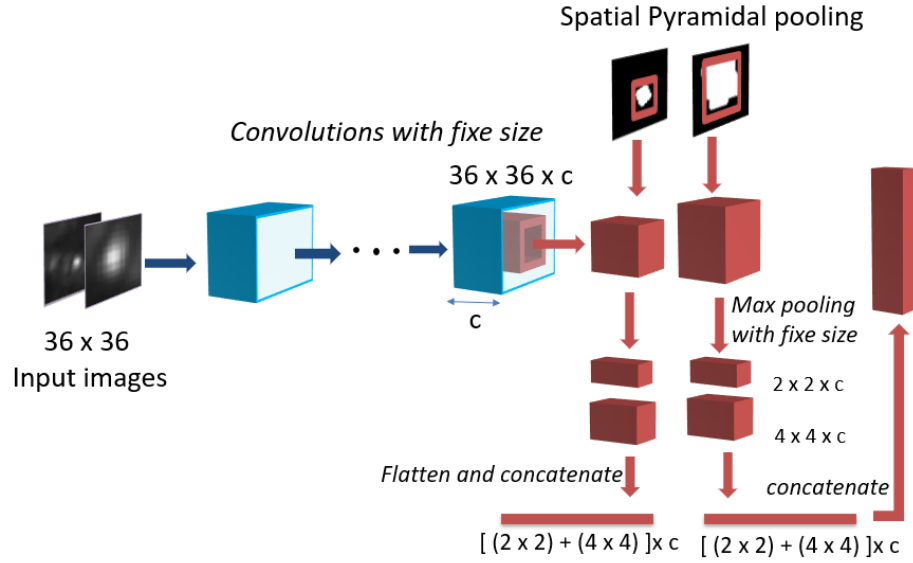 Spatial Pyramidal pooling
Convolutions with fixe size
36 x 36 x c
c
36 x 36
Input images
Max pooling
with fixe size
2 x 2 x c
4 x 4 x c
Flatten and concatenate
concatenate
[ (2 x 2) + (4 x 4) ]x c
[ (2 x 2) + (4 x 4) ]x c